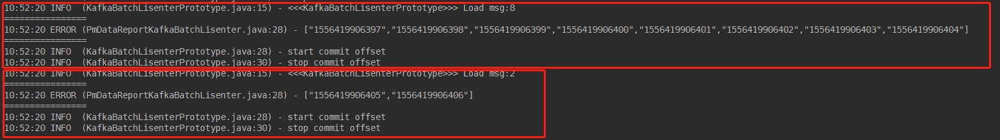 10:52:20 INFO  (KafkaBatchLisenterPrototype.java:15) - <<<KafkaBatchLisenterPrototype>>> Load msg:8
================
10:52:20 ERROR (PmDataReportKafkaBatchLisenter.java:28) - ["1556419906397","1556419906398","1556419906399","1556419906400","1556419906401","1556419906402","1556419906403","1556419906404"]
================
10:52:20 INFO  (KafkaBatchLisenterPrototype.java:28) - start commit offset
10:52:20 INFO  (KafkaBatchLisenterPrototype.java:30) - stop commit offset
10:52:20 INFO  (KafkaBatchLisenterPrototype.java:15) - <<<KafkaBatchLisenterPrototype>>> Load msg:2
================
10:52:20 ERROR (PmDataReportKafkaBatchLisenter.java:28) - ["1556419906405","1556419906406"]
================
10:52:20 INFO  (KafkaBatchLisenterPrototype.java:28) - start commit offset
10:52:20 INFO  (KafkaBatchLisenterPrototype.java:30) - stop commit offset